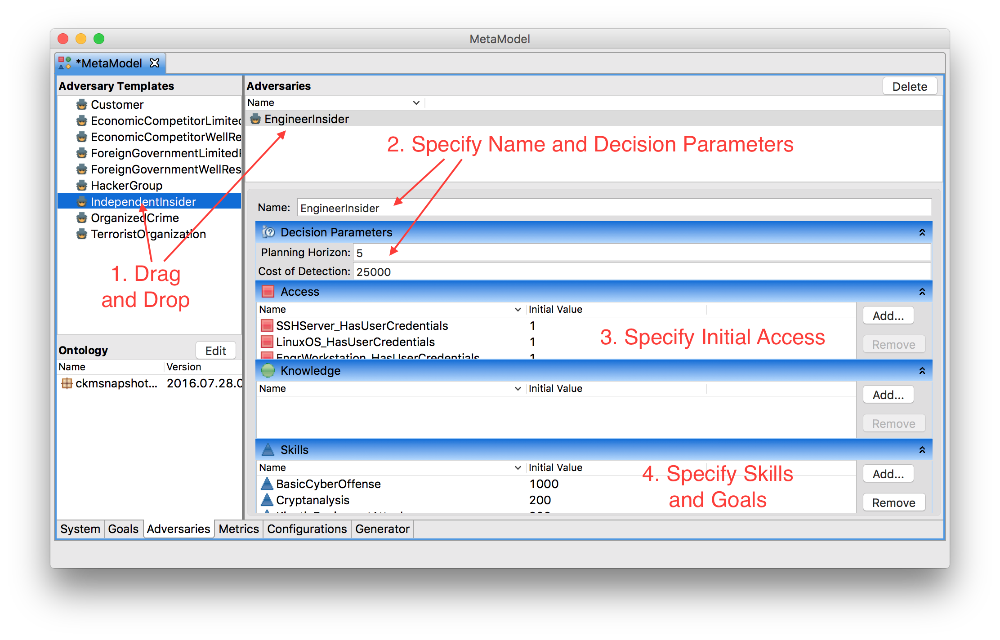 MetaModel
*MetaModel
Adversary Templates
Customer
EconomicCompetitorLimited
EconomicCompetitorWellRe
ForeignGovernmentLimited
ForeignGovernmentWellRes
HackerGroup
IndependentInsider
OrganizedCrime
TerroristOrganization
1. Drag
and Drop
Ontology Edit
Name Version
ckmsnapshot... 2016.07.28.0
Adversaries Delete
Name
EngineerInsider
2. Specify Name and Decision Parameters
Name: EngineerInsider
Decision Parameters
Planning Horizon: 5
Cost of Detection: 25000
Access
Name Initial Value
SSHServer_HasUserCredentials 1
LinuxOS_HasUserCredentials 1
EngrWorkstation_HasUserCredentials 1
Add...
Remove
3. Specify Initial Access
Knowledge
Name Initial Value
Add...
Remove
Skills
Name Initial Value
BasicCyberOffense 1000
Cryptanalysis 200
Add...
Remove
4. Specify Skills
and Goals
System Goals Adversaries Metrics Configurations Generator